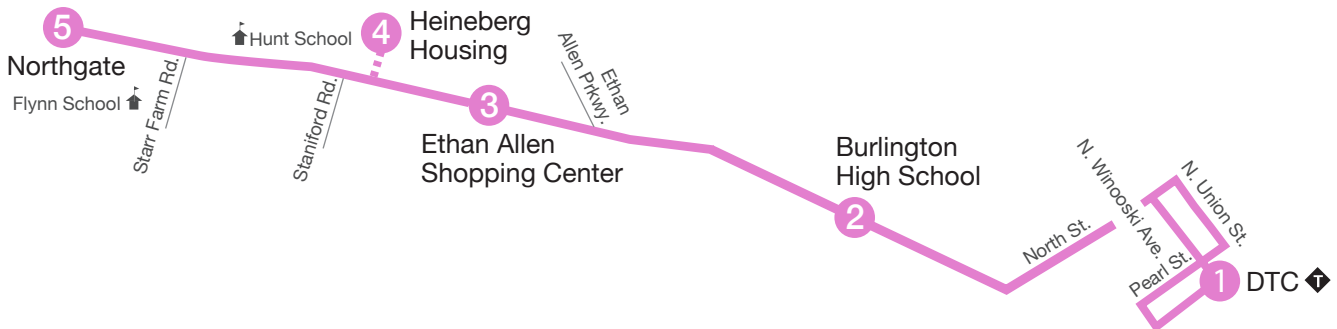 5
Northgate
Flynn School
Starr Farm Rd.
Hunt School
Staniford Rd.
4
Heineberg
Housing
3
Ethan Allen
Shopping Center
Ethan
Allen Prkwy.
Burlington
High School
2
North St.
N. Winooski Ave.
N. Union St.
Pearl St.
1
DTC
T